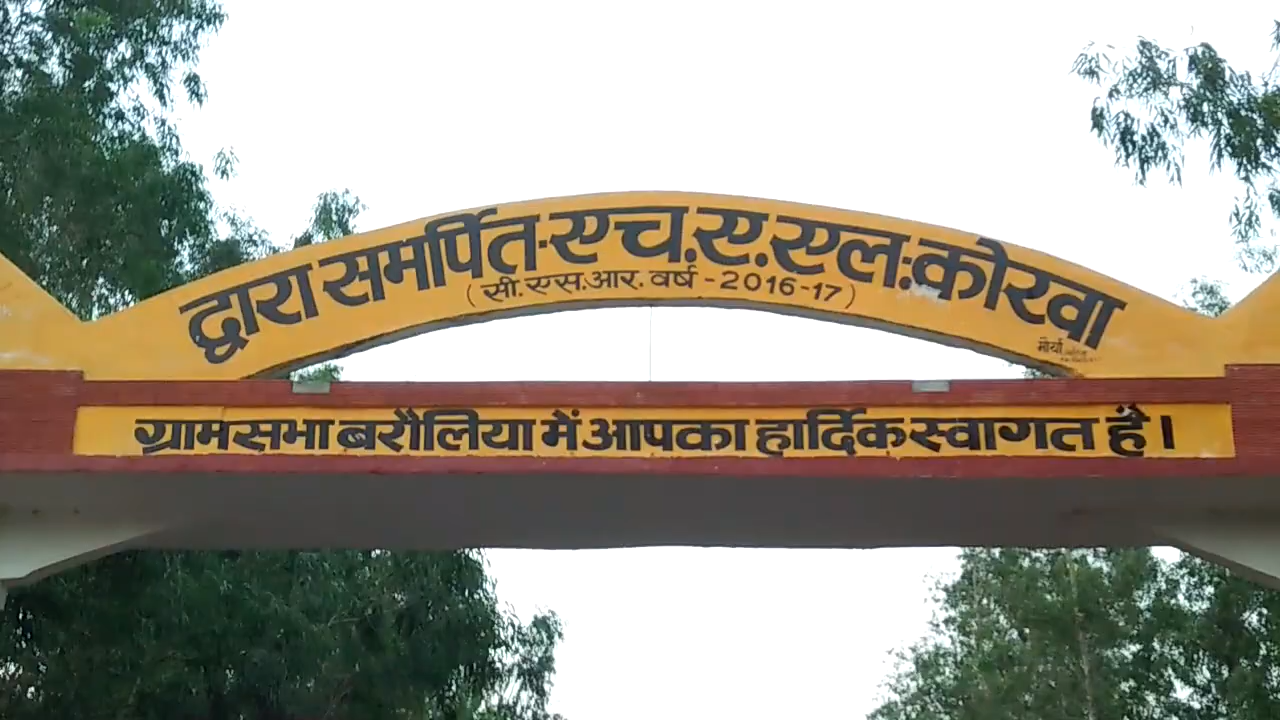 द्वारा समर्पित-एच.ए.एल.-कोरवा
(सी.एस.आर. वर्ष - 2016-17)
मौर्या
ग्रामसभा बरौलिया में आपका हार्दिक स्वागत है।